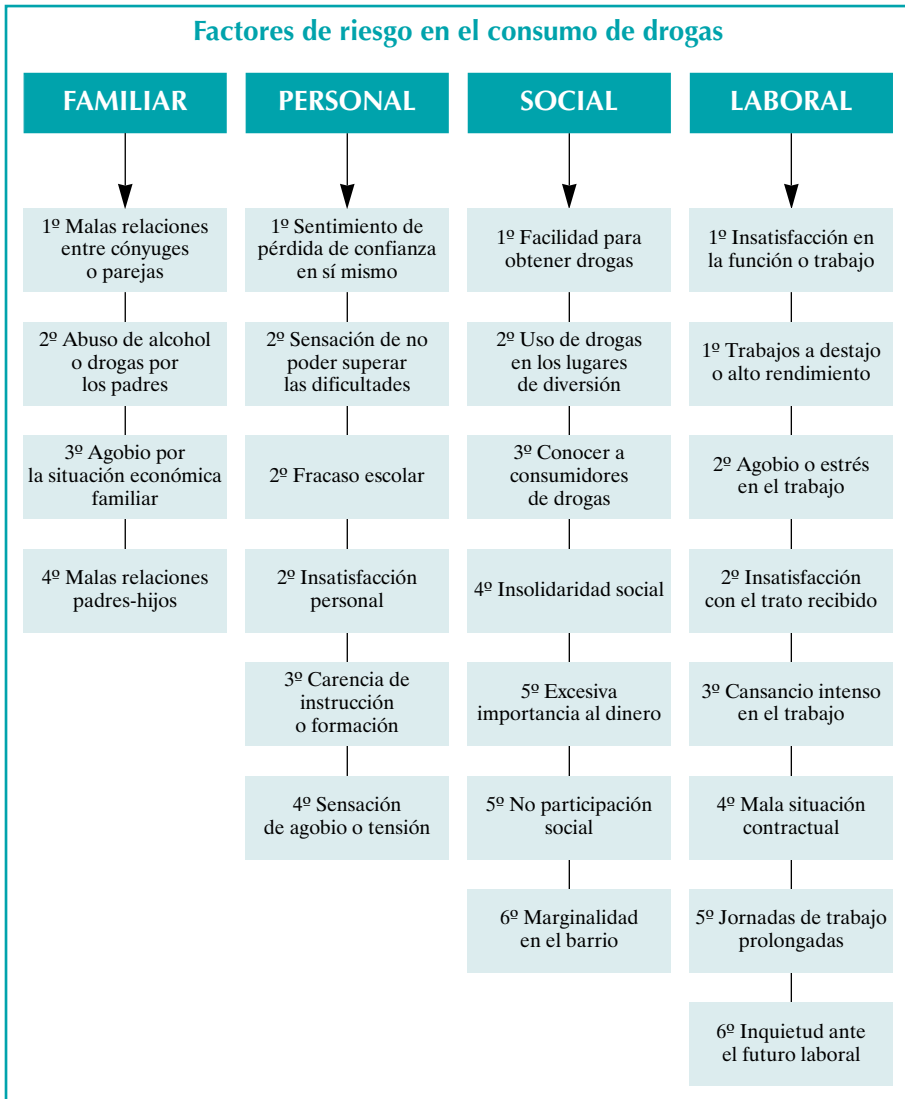 Factores de riesgo en el consumo de drogas
FAMILIAR
1º Malas relaciones
entre cónyuges
o parejas
2º Abuso de alcohol
o drogas por
los padres
3º Agobio por
la situación económica
familiar
4º Malas relaciones
padres-hijos
PERSONAL
1º Sentimiento de
pérdida de confianza
en sí mismo
2º Sensación de no
poder superar
las dificultades
2º Fracaso escolar
2º Insatisfacción
personal
3º Carencia de
instrucción
o formación
4º Sensación
de agobio o tensión
SOCIAL
1º Facilidad para
obtener drogas
2º Uso de drogas
en los lugares
de diversión
3º Conocer a
consumidores
de drogas
4º Insolidaridad social
5º Excesiva
importancia al dinero
5º No participación
social
6º Marginalidad
en el barrio
LABORAL
1º Insatisfacción en
la función o trabajo
1º Trabajos a destajo
o alto rendimiento
2º Agobio o estrés
en el trabajo
2º Insatisfacción
con el trato recibido
3º Cansancio intenso
en el trabajo
4º Mala situación
contractual
5º Jornadas de trabajo
prolongadas
6º Inquietud ante
el futuro laboral